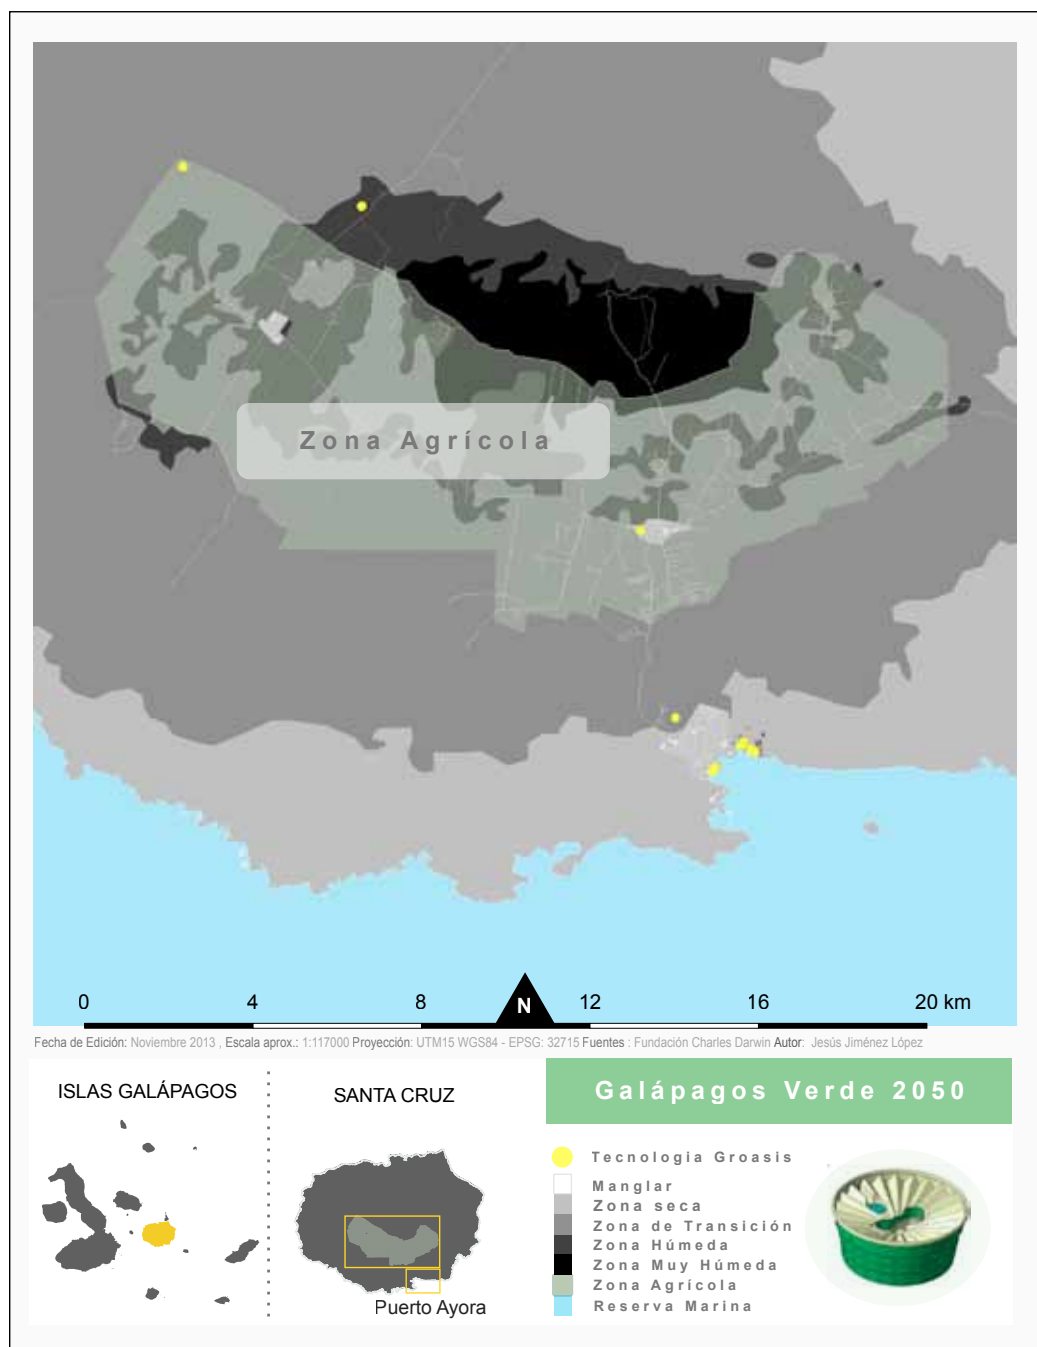 Zona Agrícola
0 4 8 N 12 16 20 km
Fecha de Edición: Noviembre 2013 , Escala aprox.: 1:117000 Proyección: UTM15 WGS84 - EPSG: 32715 Fuentes : Fundación Charles Darwin Autor: Jesús Jiménez López
ISLAS GALÁPAGOS
SANTA CRUZ
Puerto Ayora
Galápagos Verde 2050
Tecnologia Groasis
Manglar
Zona seca
Zona de Transición
Zona Húmeda
Zona Muy Húmeda
Zona Agrícola
Reserva Marina